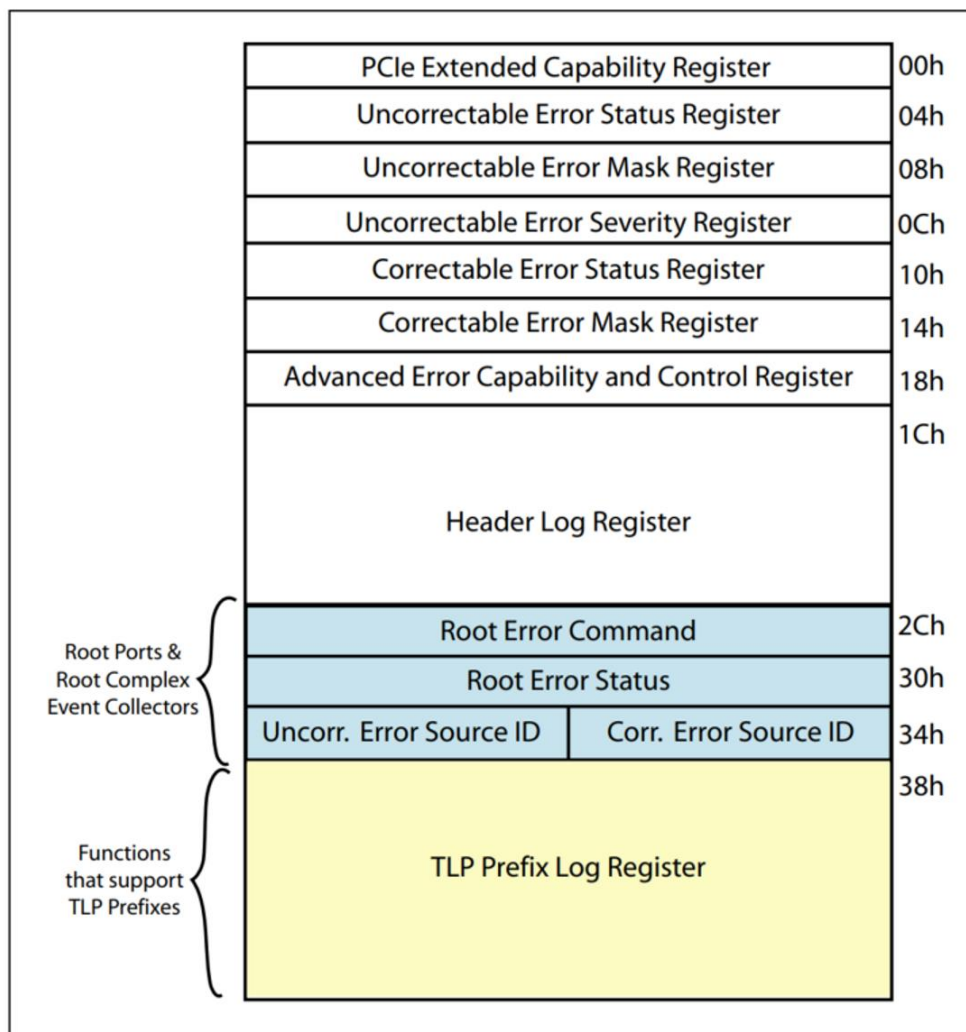 PCIe Extended Capability Register 00h
Uncorrectable Error Status Register 04h
Uncorrectable Error Mask Register 08h
Uncorrectable Error Severity Register 0Ch
Correctable Error Status Register 10h
Correctable Error Mask Register 14h
Advanced Error Capability and Control Register 18h
1Ch
Header Log Register
Root Ports &
Root Complex
Event Collectors
Root Error Command 2Ch
Root Error Status 30h
Uncorr. Error Source ID Corr. Error Source ID 34h
38h
Functions
that support
TLP Prefixes
TLP Prefix Log Register